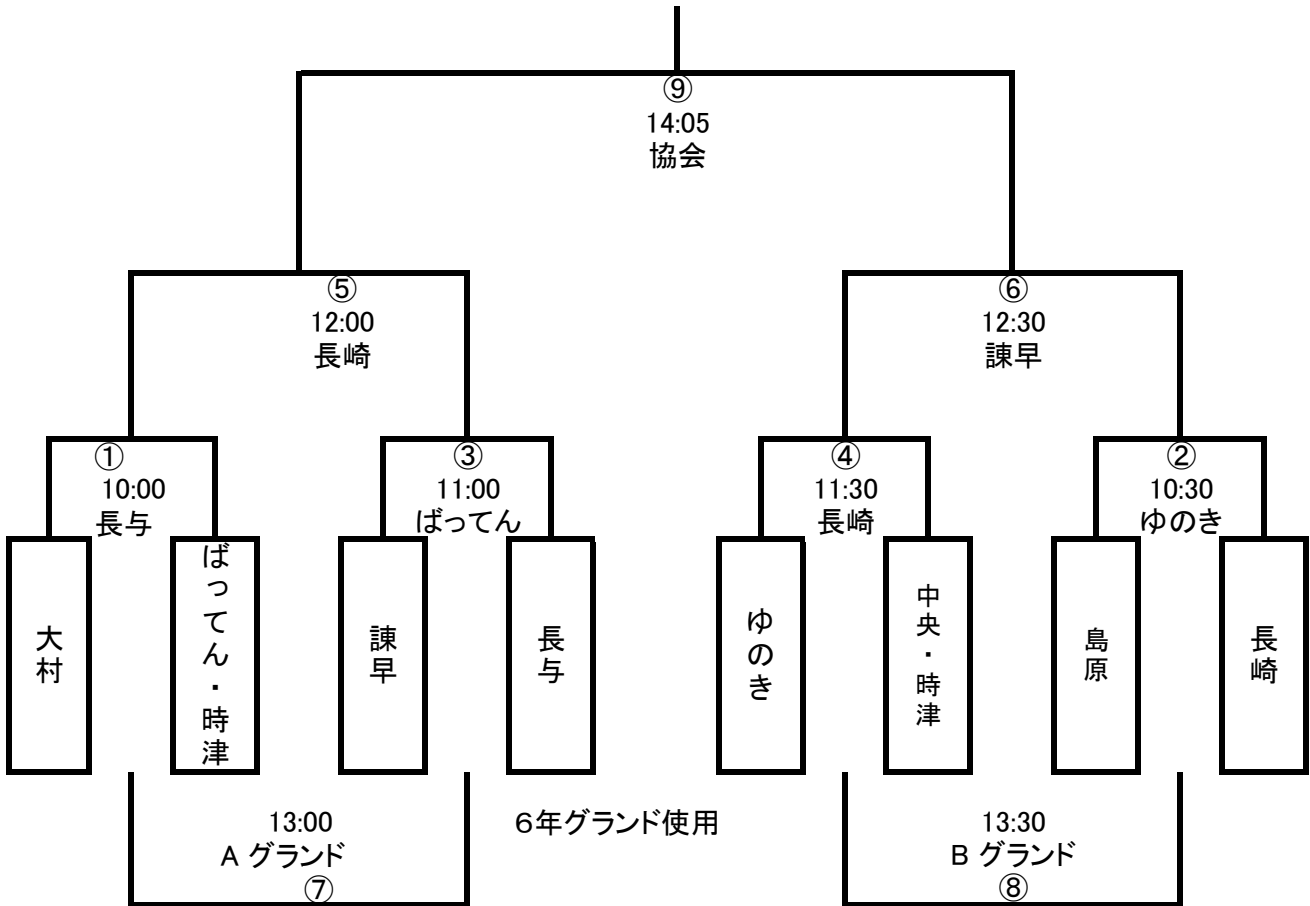 ⑨
14:05
協会
⑤
12:00
長崎
⑥
12:30
諫早
①
10:00
長与
③
11:00
ばってん
④
11:30
長崎
②
10:30
ゆのき
大村
ばってん・時津
諫早
長与
ゆのき
中央・時津
島原
長崎
13:00
A グランド
⑦
6年グランド使用
13:30
B グランド
⑧